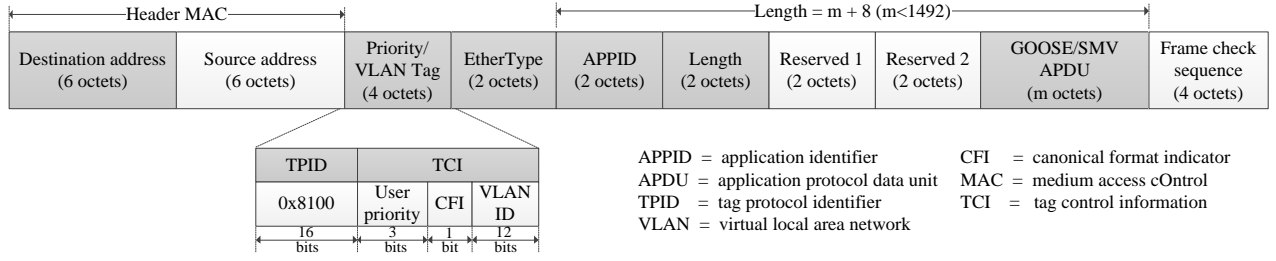 Header MAC
Length = m + 8 (m<1492)
Destination address
(6 octets)
Source address
(6 octets)
Priority/
VLAN Tag
(4 octets)
EtherType
(2 octets)
APPID
(2 octets)
Length
(2 octets)
Reserved 1
(2 octets)
Reserved 2
(2 octets)
GOOSE/SMV
APDU
(m octets)
Frame check
sequence
(4 octets)
TPID
TCI
0x8100
User
priority
CFI
VLAN
ID
16
bits
3
bits
1
bit
12
bits
APPID = application identifier
APDU = application protocol data unit
TPID = tag protocol identifier
VLAN = virtual local area network
CFI = canonical format indicator
MAC = medium access cOntrol
TCI = tag control information